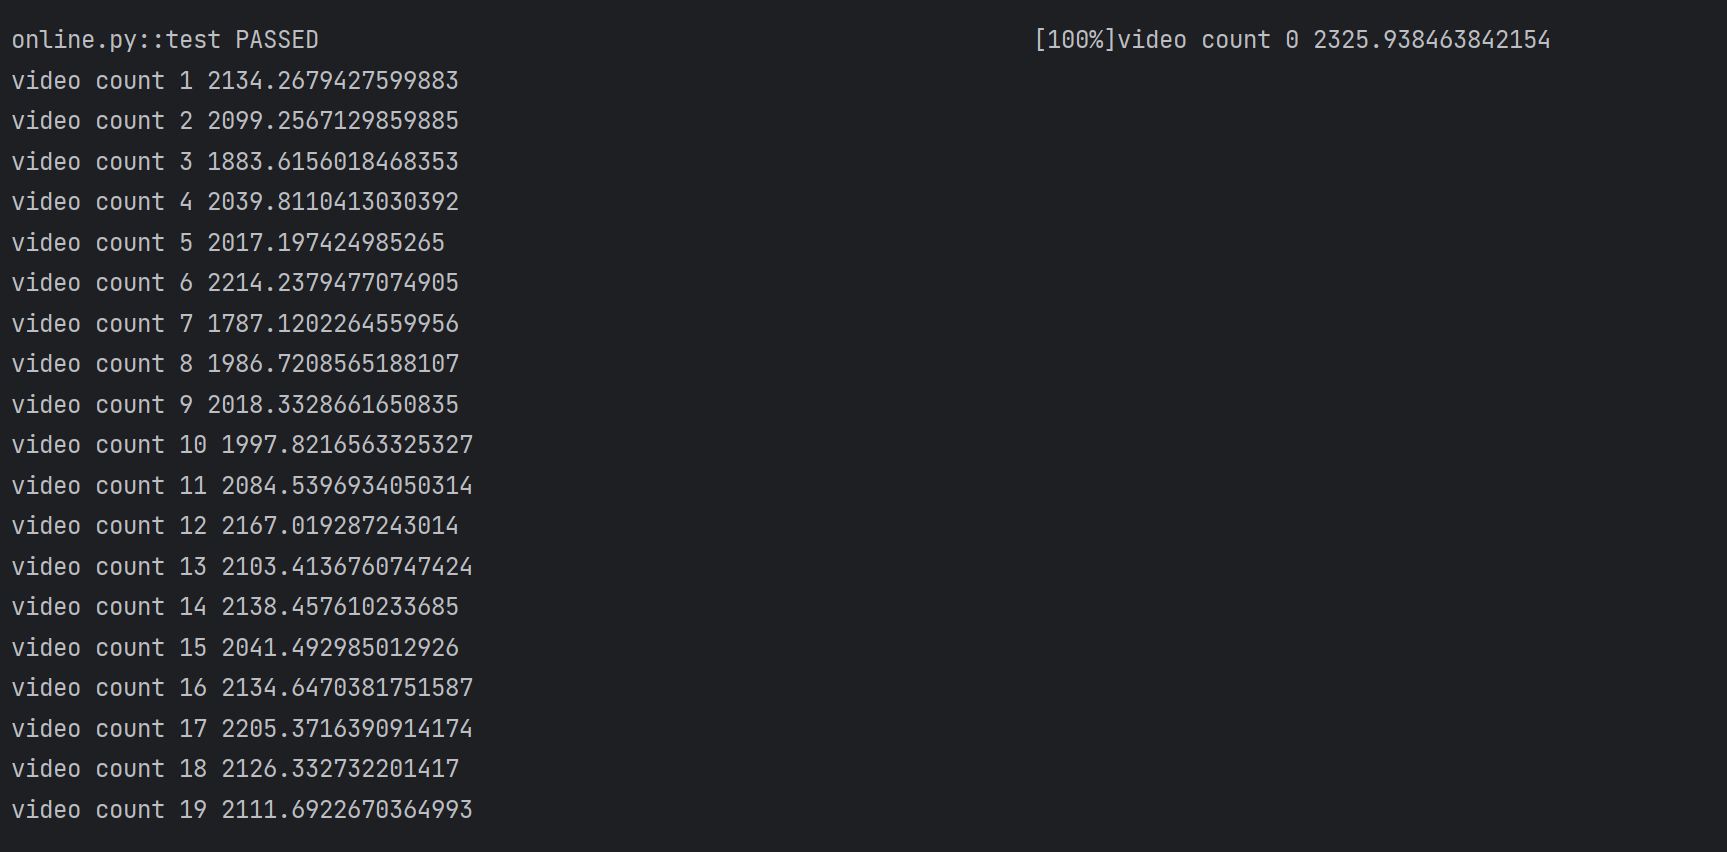 online.py::test PASSED [100%]video count 0 2325.938463842154
video count 1 2134.2679427599883
video count 2 2099.2567129859885
video count 3 1883.6156018468353
video count 4 2039.8110413030392
video count 5 2017.197424985265
video count 6 2214.2379477074905
video count 7 1787.1202264559956
video count 8 1986.7208565188107
video count 9 2018.3328661650835
video count 10 1997.8216563325327
video count 11 2084.5396934050314
video count 12 2167.019287243014
video count 13 2103.4136760747424
video count 14 2138.457610233685
video count 15 2041.492985012926
video count 16 2134.6470381751587
video count 17 2205.3716390914174
video count 18 2126.332732201417
video count 19 2111.6922670364993